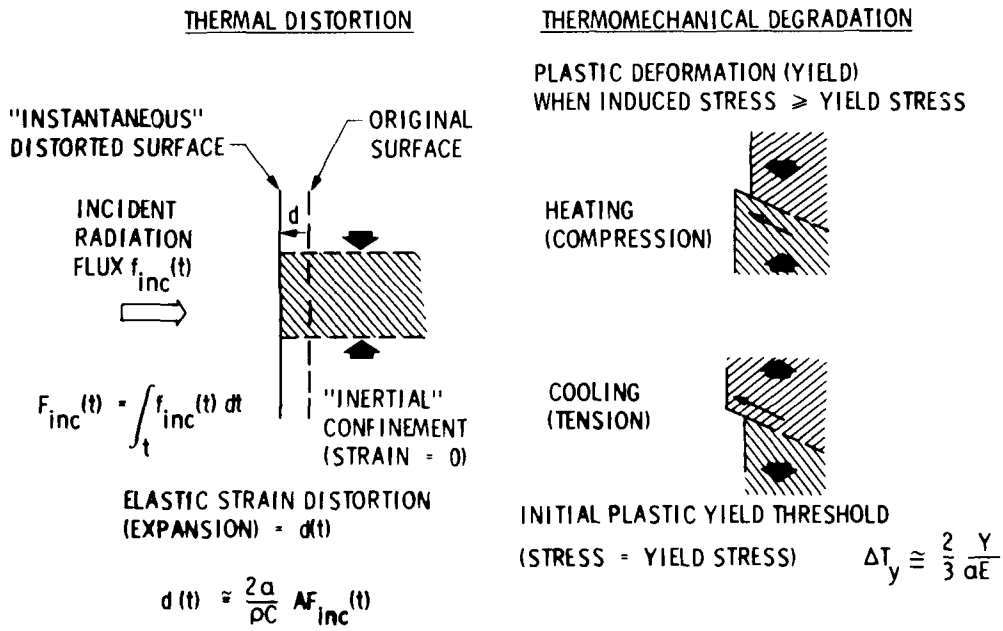 THERMAL DISTORTION
"INSTANTANEOUS"
DISTORTED SURFACE
ORIGINAL
SURFACE
d
INCIDENT
RADIATION
FLUX f_inc(t)
F_inc(t) = ∫_t f_inc(t) dt
"INERTIAL"
CONFINEMENT
(STRAIN = 0)
ELASTIC STRAIN DISTORTION
(EXPANSION) = d(t)
d(t) ≅ 2α/ρC AF_inc(t)
THERMOMECHANICAL DEGRADATION
PLASTIC DEFORMATION (YIELD)
WHEN INDUCED STRESS ⩾ YIELD STRESS
HEATING
(COMPRESSION)
COOLING
(TENSION)
INITIAL PLASTIC YIELD THRESHOLD
(STRESS = YIELD STRESS) ΔT_y ≅ 2/3 Y/αE